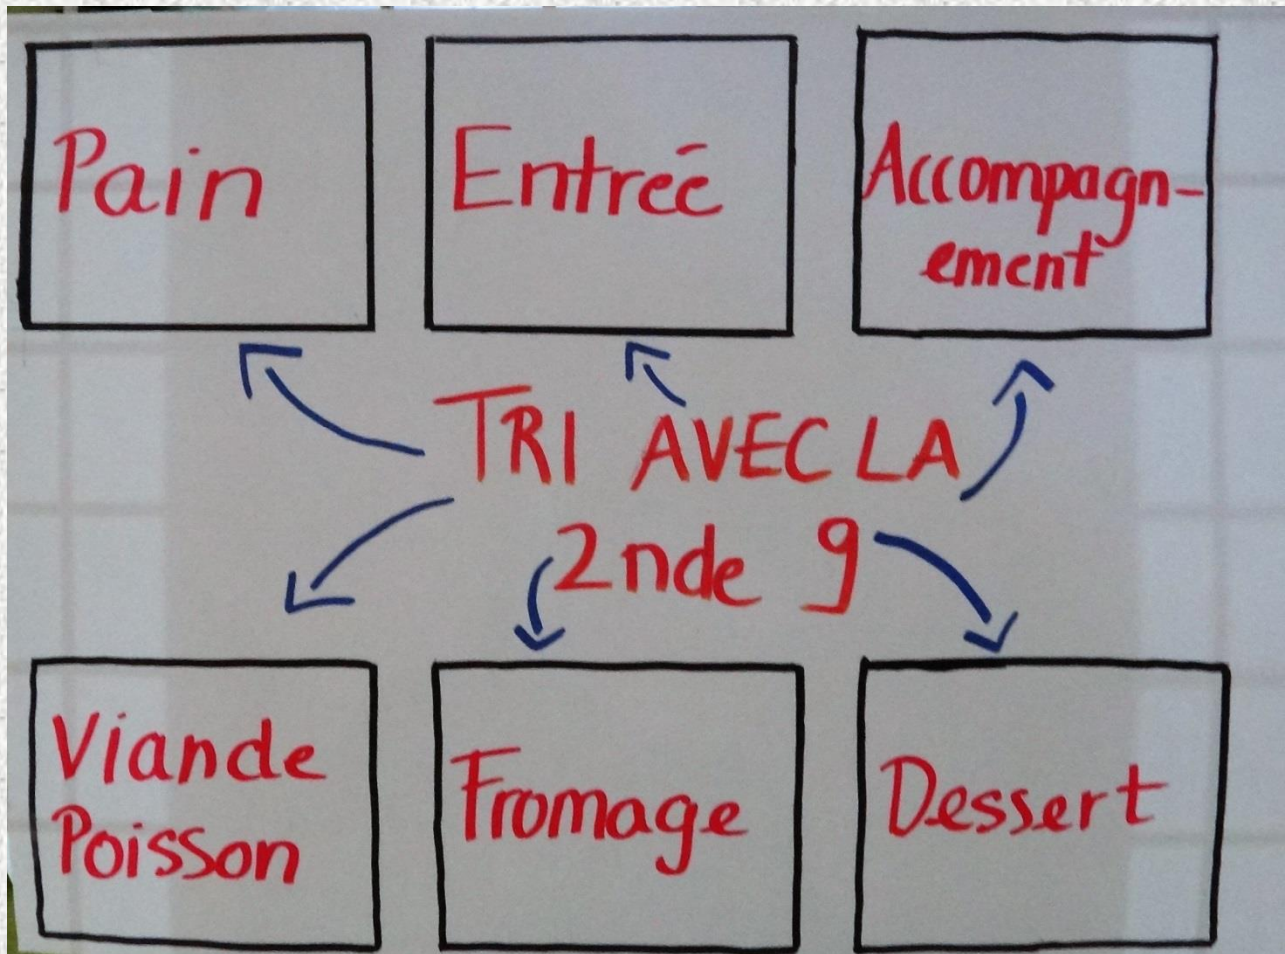 Pain
Entrée
Accompagn-
ement
TRI AVEC LA
2nde 9
Viande
Poisson
Fromage
Dessert